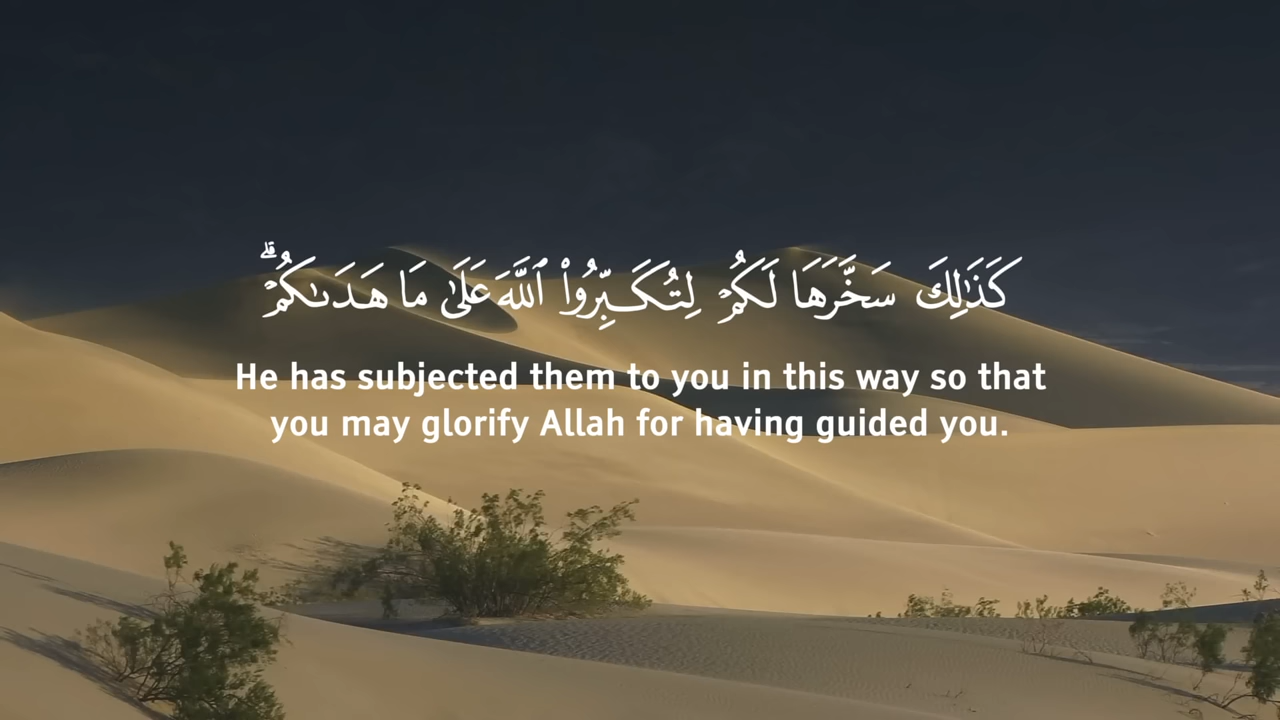 كَذَٰلِكَ سَخَّرَهَا لَكُمْ لِتُكَبِّرُوا۟ ٱللَّهَ عَلَىٰ مَا هَدَىٰكُمْ ۗ
He has subjected them to you in this way so that
you may glorify Allah for having guided you.